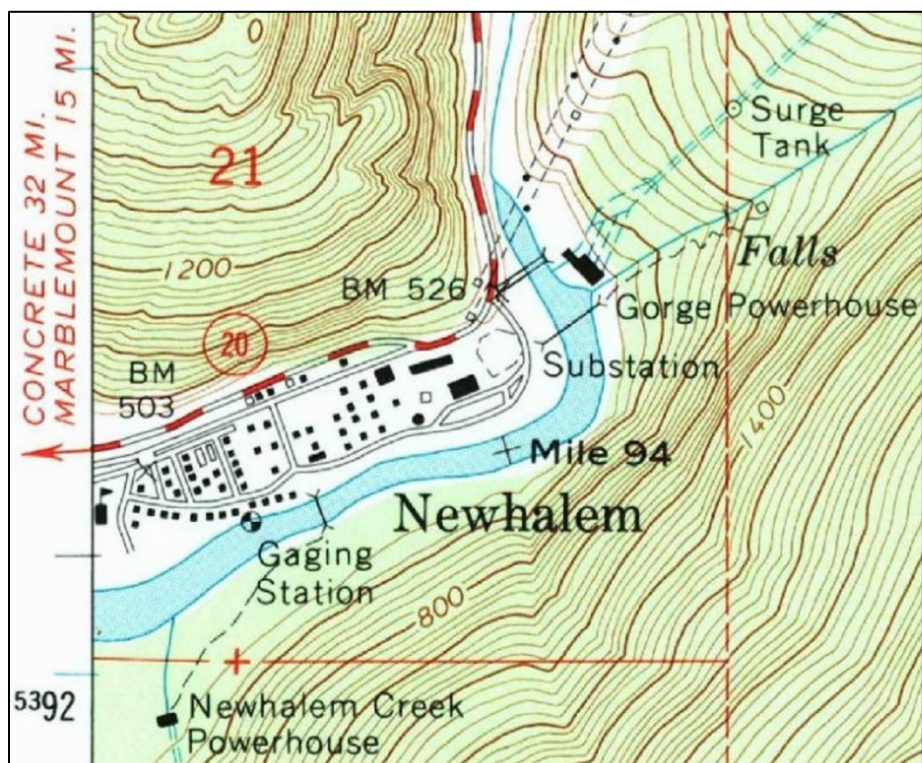 CONCRETE 32 MI.
MARBLEMOUNT 15 MI.
21
Surge
Tank
1200
Falls
BM 526
Gorge Powerhouse
20
Substation
BM
503
1400
Mile 94
Newhalem
Gaging
Station
800
5392
Newhalem Creek
Powerhouse